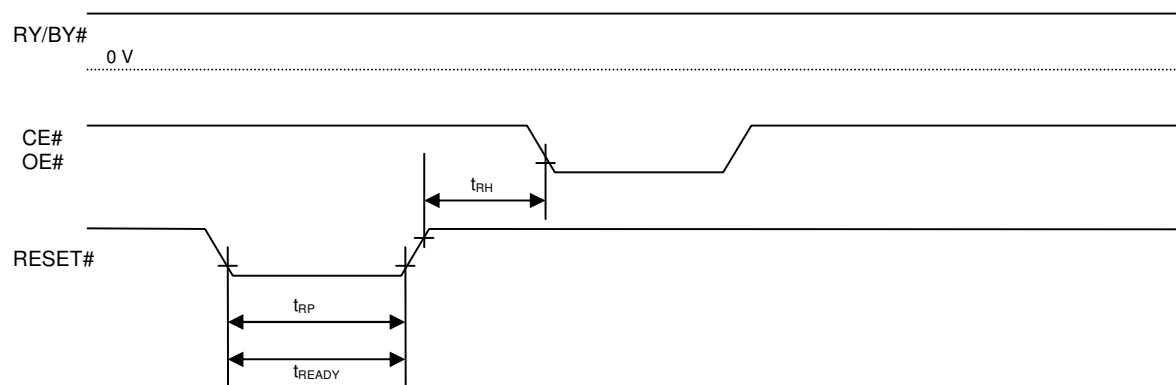 RY/BY#
0 V
CE#
OE#
tRH
RESET#
tRP
tREADY